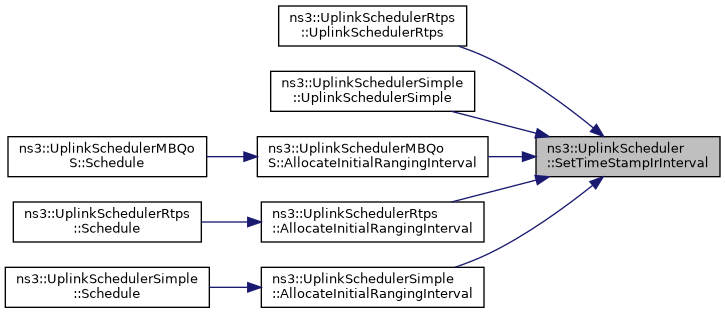 ns3::UplinkSchedulerRtps
::UplinkSchedulerRtps
ns3::UplinkSchedulerSimple
::UplinkSchedulerSimple
ns3::UplinkSchedulerMBQo
S::Schedule
ns3::UplinkSchedulerMBQo
S::AllocateInitialRangingInterval
ns3::UplinkScheduler
::SetTimeStampIrInterval
ns3::UplinkSchedulerRtps
::Schedule
ns3::UplinkSchedulerRtps
::AllocateInitialRangingInterval
ns3::UplinkSchedulerSimple
::Schedule
ns3::UplinkSchedulerSimple
::AllocateInitialRangingInterval